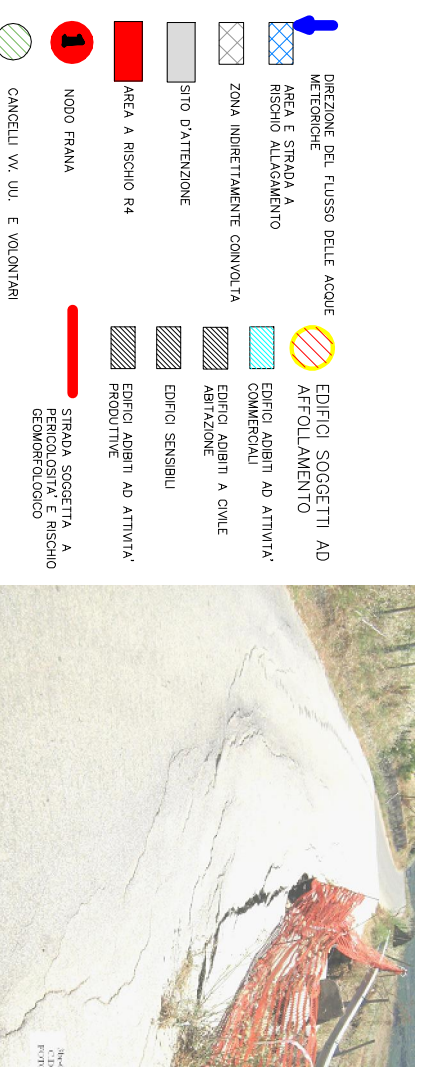 DIREZIONE DEL FLUSSO DELLE ACQUE
METEORICHE
AREA E STRADA A
RISCHIO ALLAGAMENTO
ZONA INDIRETTAMENTE COINVOLTA
SITO D'ATTENZIONE
AREA A RISCHIO R4
1
NODO FRANA
CANCELLI VV. UU. E VOLONTARI
EDIFICI SOGGETTI AD
AFFOLLAMENTO
EDIFICI ADIBITI AD ATTIVITA'
COMMERCIALI
EDIFICI ADIBITI A CIVILE
ABITAZIONE
EDIFICI SENSIBILI
EDIFICI ADIBITI AD ATTIVITA'
PRODUTTIVE
STRADA SOGGETTA A
PERICOLOSITA' E RISCHIO
GEOMORFOLOGICO